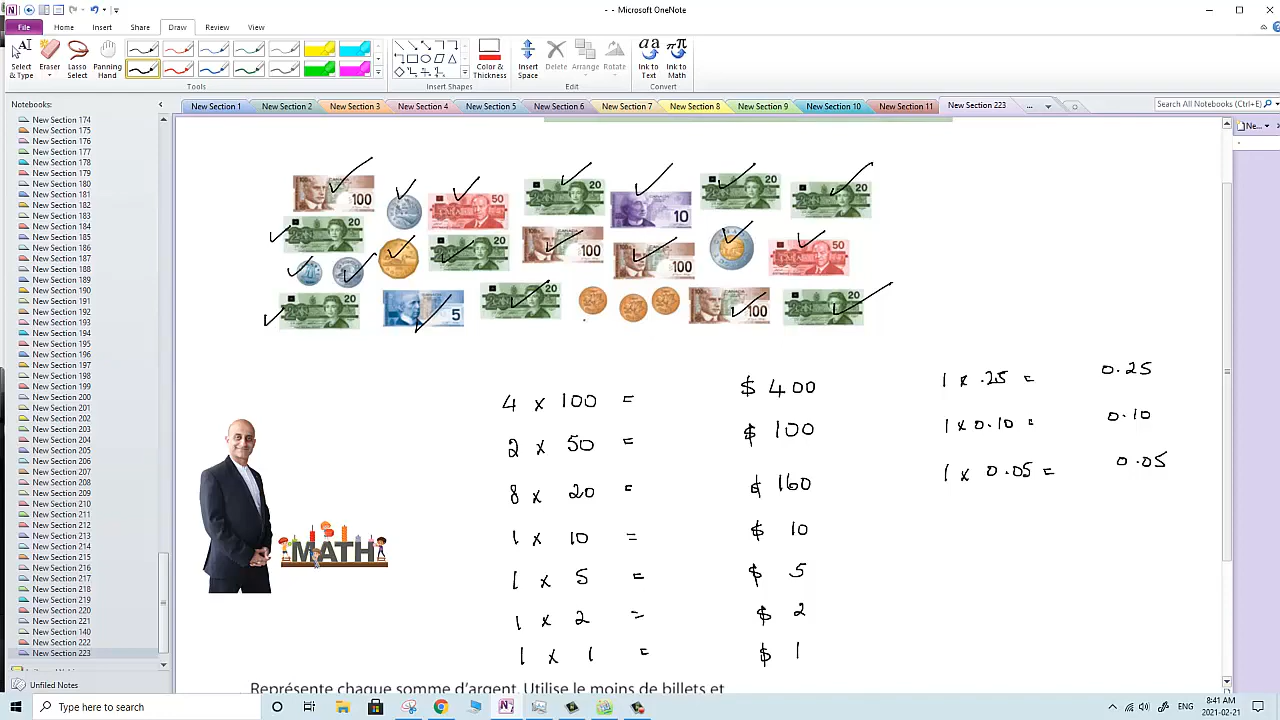 - - Microsoft OneNote
File Home Insert Share Draw Review View
Select & Type Eraser Lasso Select Panning Hand Color & Thickness Insert Space Delete Arrange Rotate Ink to Text Ink to Math
Tools Insert Shapes Edit Convert
Notebooks:
New Section 1 New Section 2 New Section 3 New Section 4 New Section 5 New Section 6 New Section 7 New Section 8 New Section 9 New Section 10 New Section 11 New Section 223 ...
Search All Notebooks (Ctrl+E)
Ne...
New Section 174
New Section 175
New Section 176
New Section 177
New Section 178
New Section 179
New Section 180
New Section 181
New Section 182
New Section 183
New Section 184
New Section 185
New Section 186
New Section 187
New Section 188
New Section 189
New Section 190
New Section 191
New Section 192
New Section 193
New Section 194
New Section 195
New Section 196
New Section 197
New Section 198
New Section 199
New Section 200
New Section 201
New Section 202
New Section 203
New Section 204
New Section 205
New Section 206
New Section 207
New Section 208
New Section 209
New Section 210
New Section 211
New Section 212
New Section 213
New Section 214
New Section 215
New Section 216
New Section 217
New Section 218
New Section 219
New Section 220
New Section 221
New Section 140
New Section 222
New Section 223
Unfiled Notes
100 50 20 10 20 20
20 20 100 100 50
20 5 20 100 20
4 x 100 = $ 400
2 x 50 = $ 100
8 x 20 = $ 160
1 x 10 = $ 10
1 x 5 = $ 5
1 x 2 = $ 2
1 x 1 = $ 1
1 x .25 = 0.25
1 x 0.10 = 0.10
1 x 0.05 = 0.05
MATH
Représente chaque somme d'argent. Utilise le moins de billets et
Type here to search
ENG
8:41 AM
2021-02-21